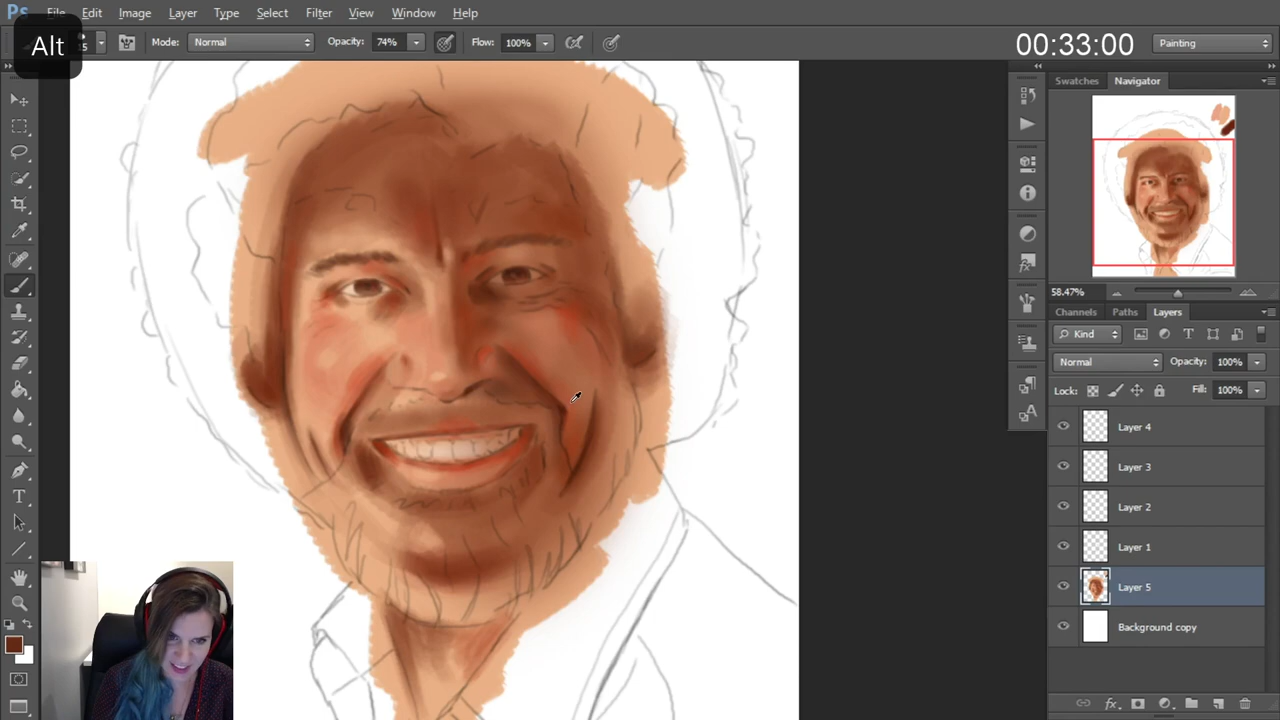 Ps File Edit Image Layer Type Select Filter View Window Help
Alt
Mode: Normal Opacity: 74% Flow: 100%
00:33:00
Painting
Swatches Navigator
58.47%
Channels Paths Layers
Kind
Normal Opacity: 100%
Lock: Fill: 100%
Layer 4
Layer 3
Layer 2
Layer 1
Layer 5
Background copy
fx